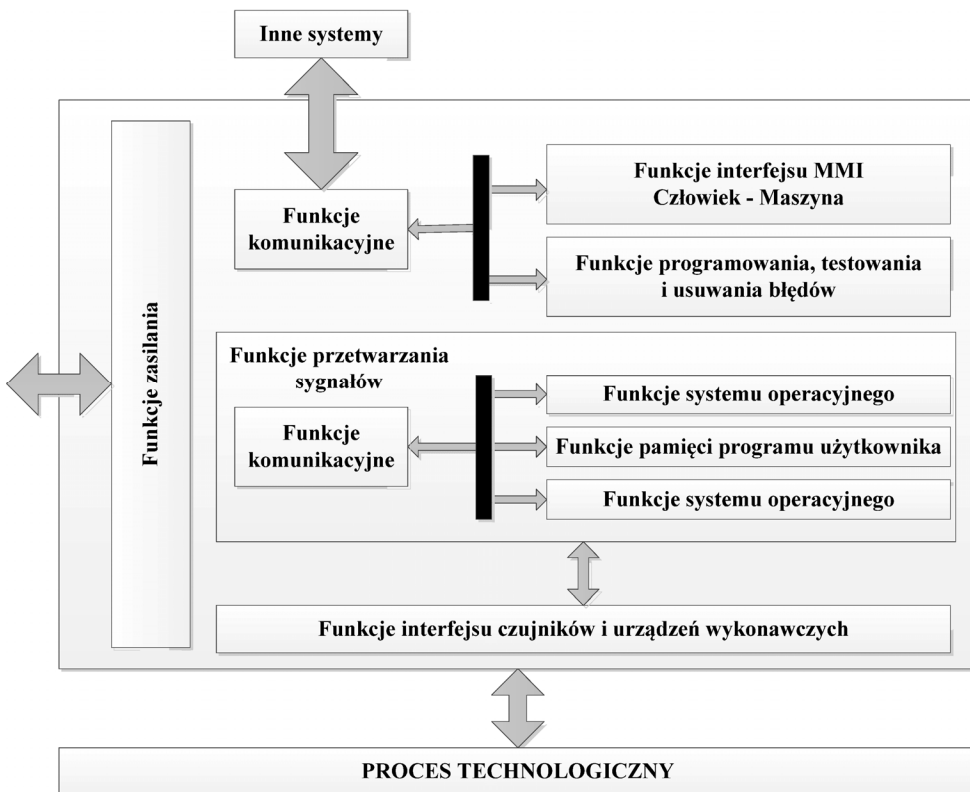 Inne systemy
Funkcje zasilania
Funkcje
komunikacyjne
Funkcje interfejsu MMI
Człowiek - Maszyna
Funkcje programowania, testowania
i usuwania błędów
Funkcje przetwarzania
sygnałów
Funkcje
komunikacyjne
Funkcje systemu operacyjnego
Funkcje pamięci programu użytkownika
Funkcje systemu operacyjnego
Funkcje interfejsu czujników i urządzeń wykonawczych
PROCES TECHNOLOGICZNY